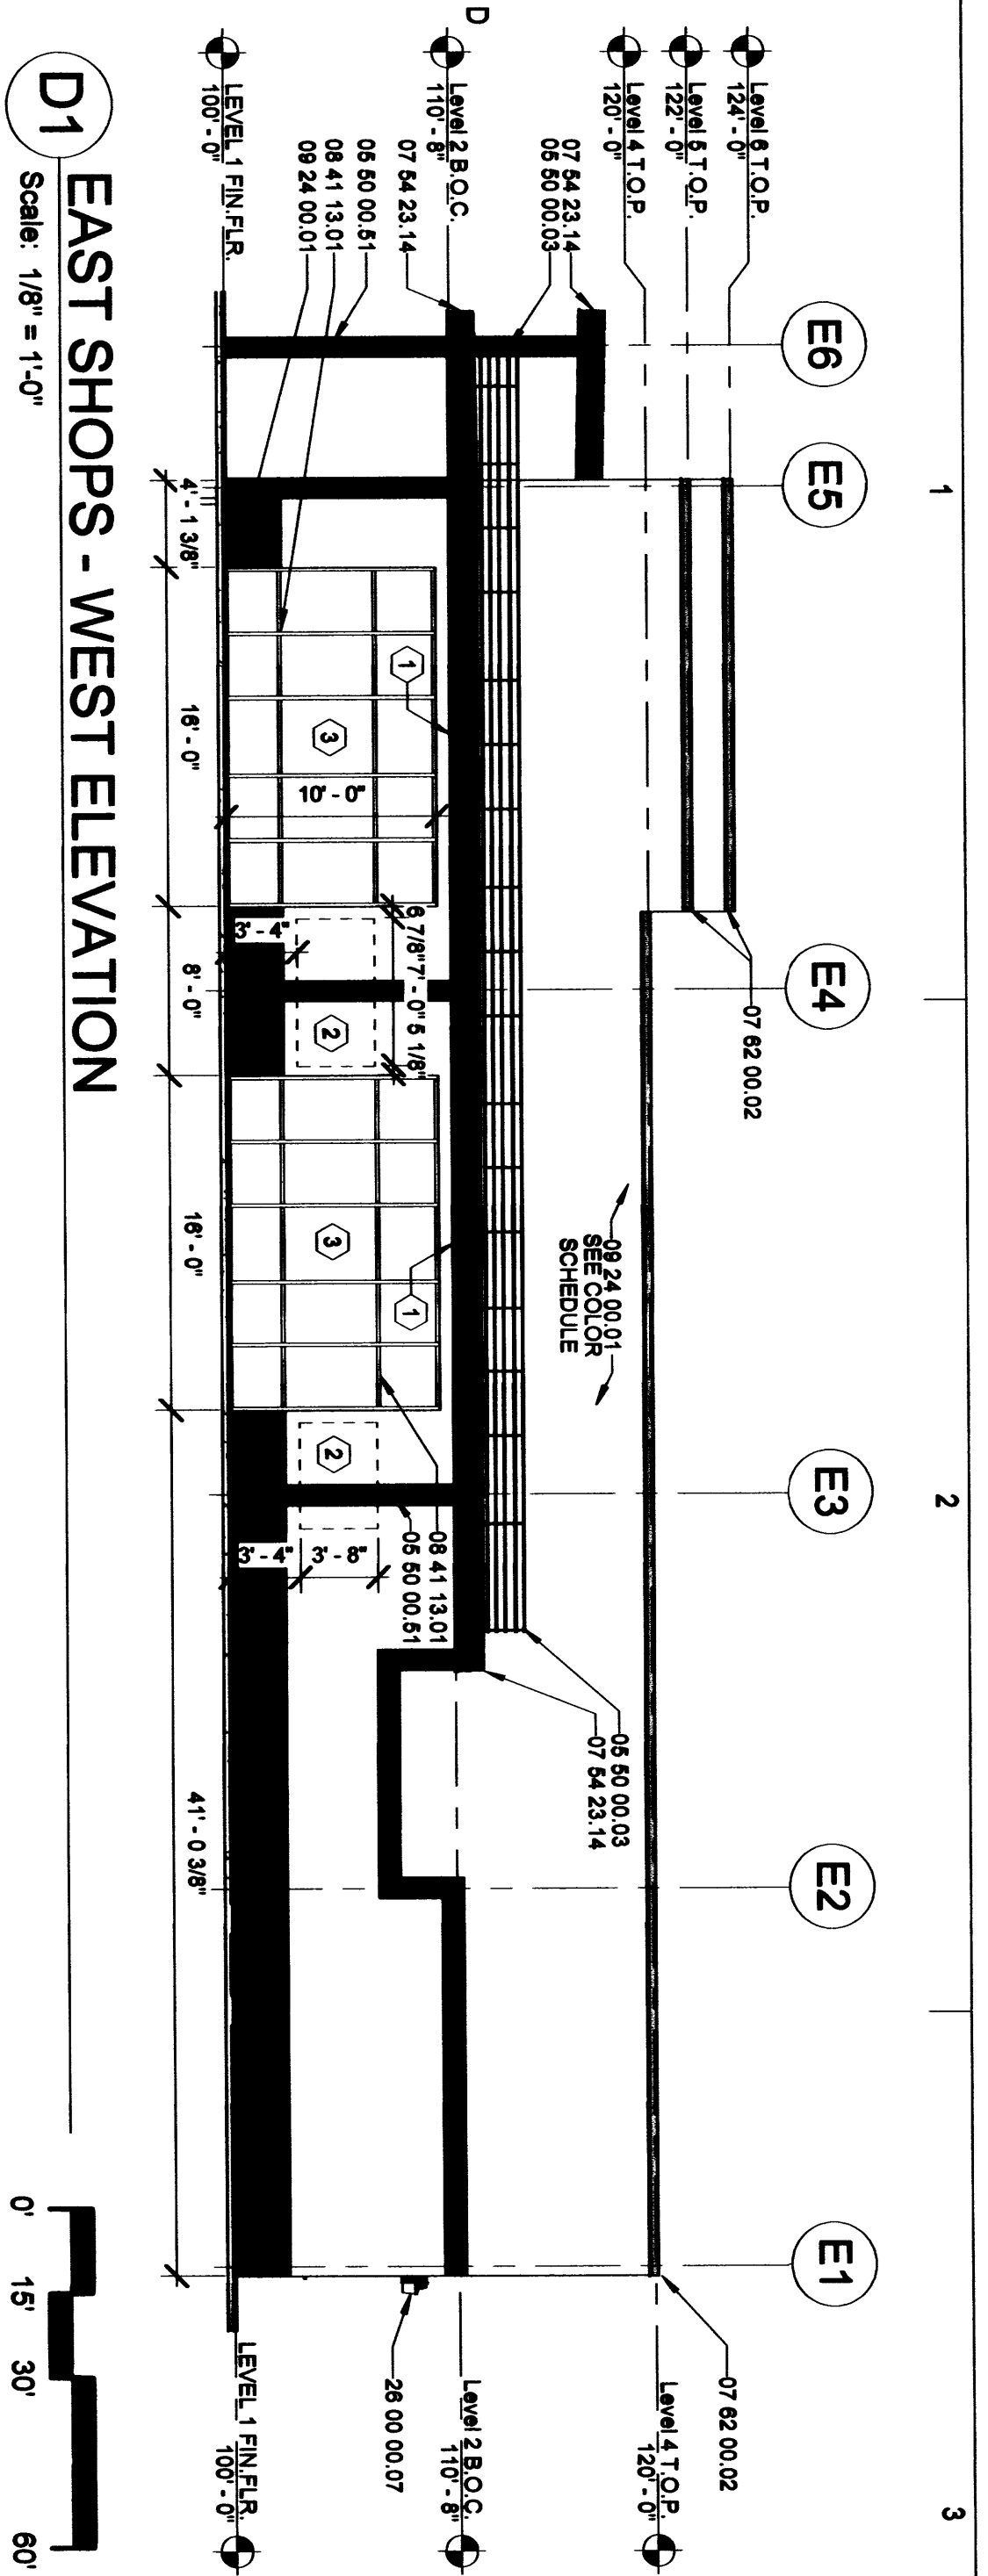 1
2
3
D
E6
E5
E4
E3
E2
E1
Level 6 T.O.P.
124' - 0"
Level 5 T.O.P.
122' - 0"
Level 4 T.O.P.
120' - 0"
07 54 23.14
05 50 00.03
Level 2 B.O.C.
110' - 8"
07 54 23.14
05 50 00.51
08 41 13.01
09 24 00.01
LEVEL 1 FIN.FLR.
100' - 0"
07 62 00.02
09 24 00.01
SEE COLOR
SCHEDULE
05 50 00.03
07 54 23.14
07 62 00.02
Level 4 T.O.P.
120' - 0"
Level 2 B.O.C.
110' - 8"
26 00 00.07
LEVEL 1 FIN.FLR.
100' - 0"
1
3
10' - 0"
6 7/8"
7' - 0"
5 1/8"
3' - 4"
2
3
1
2
08 41 13.01
05 50 00.51
3' - 4"
3' - 8"
4' - 1 3/8"
16' - 0"
8' - 0"
16' - 0"
41' - 0 3/8"
D1
EAST SHOPS - WEST ELEVATION
Scale: 1/8" = 1'-0"
0'
15'
30'
60'